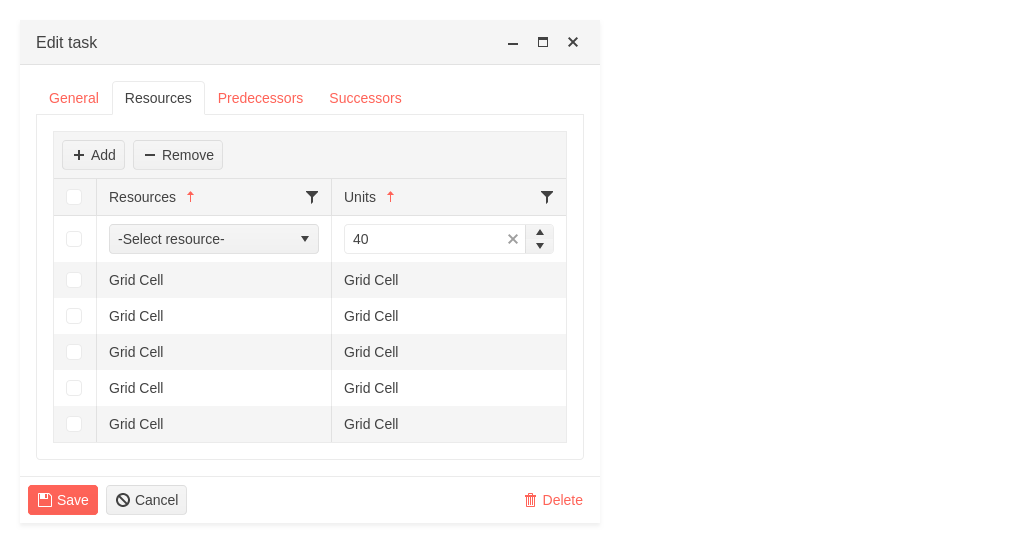 Edit task
General Resources Predecessors Successors
Add Remove
Resources Units
-Select resource- 40
Grid Cell Grid Cell
Grid Cell Grid Cell
Grid Cell Grid Cell
Grid Cell Grid Cell
Grid Cell Grid Cell
Save Cancel Delete